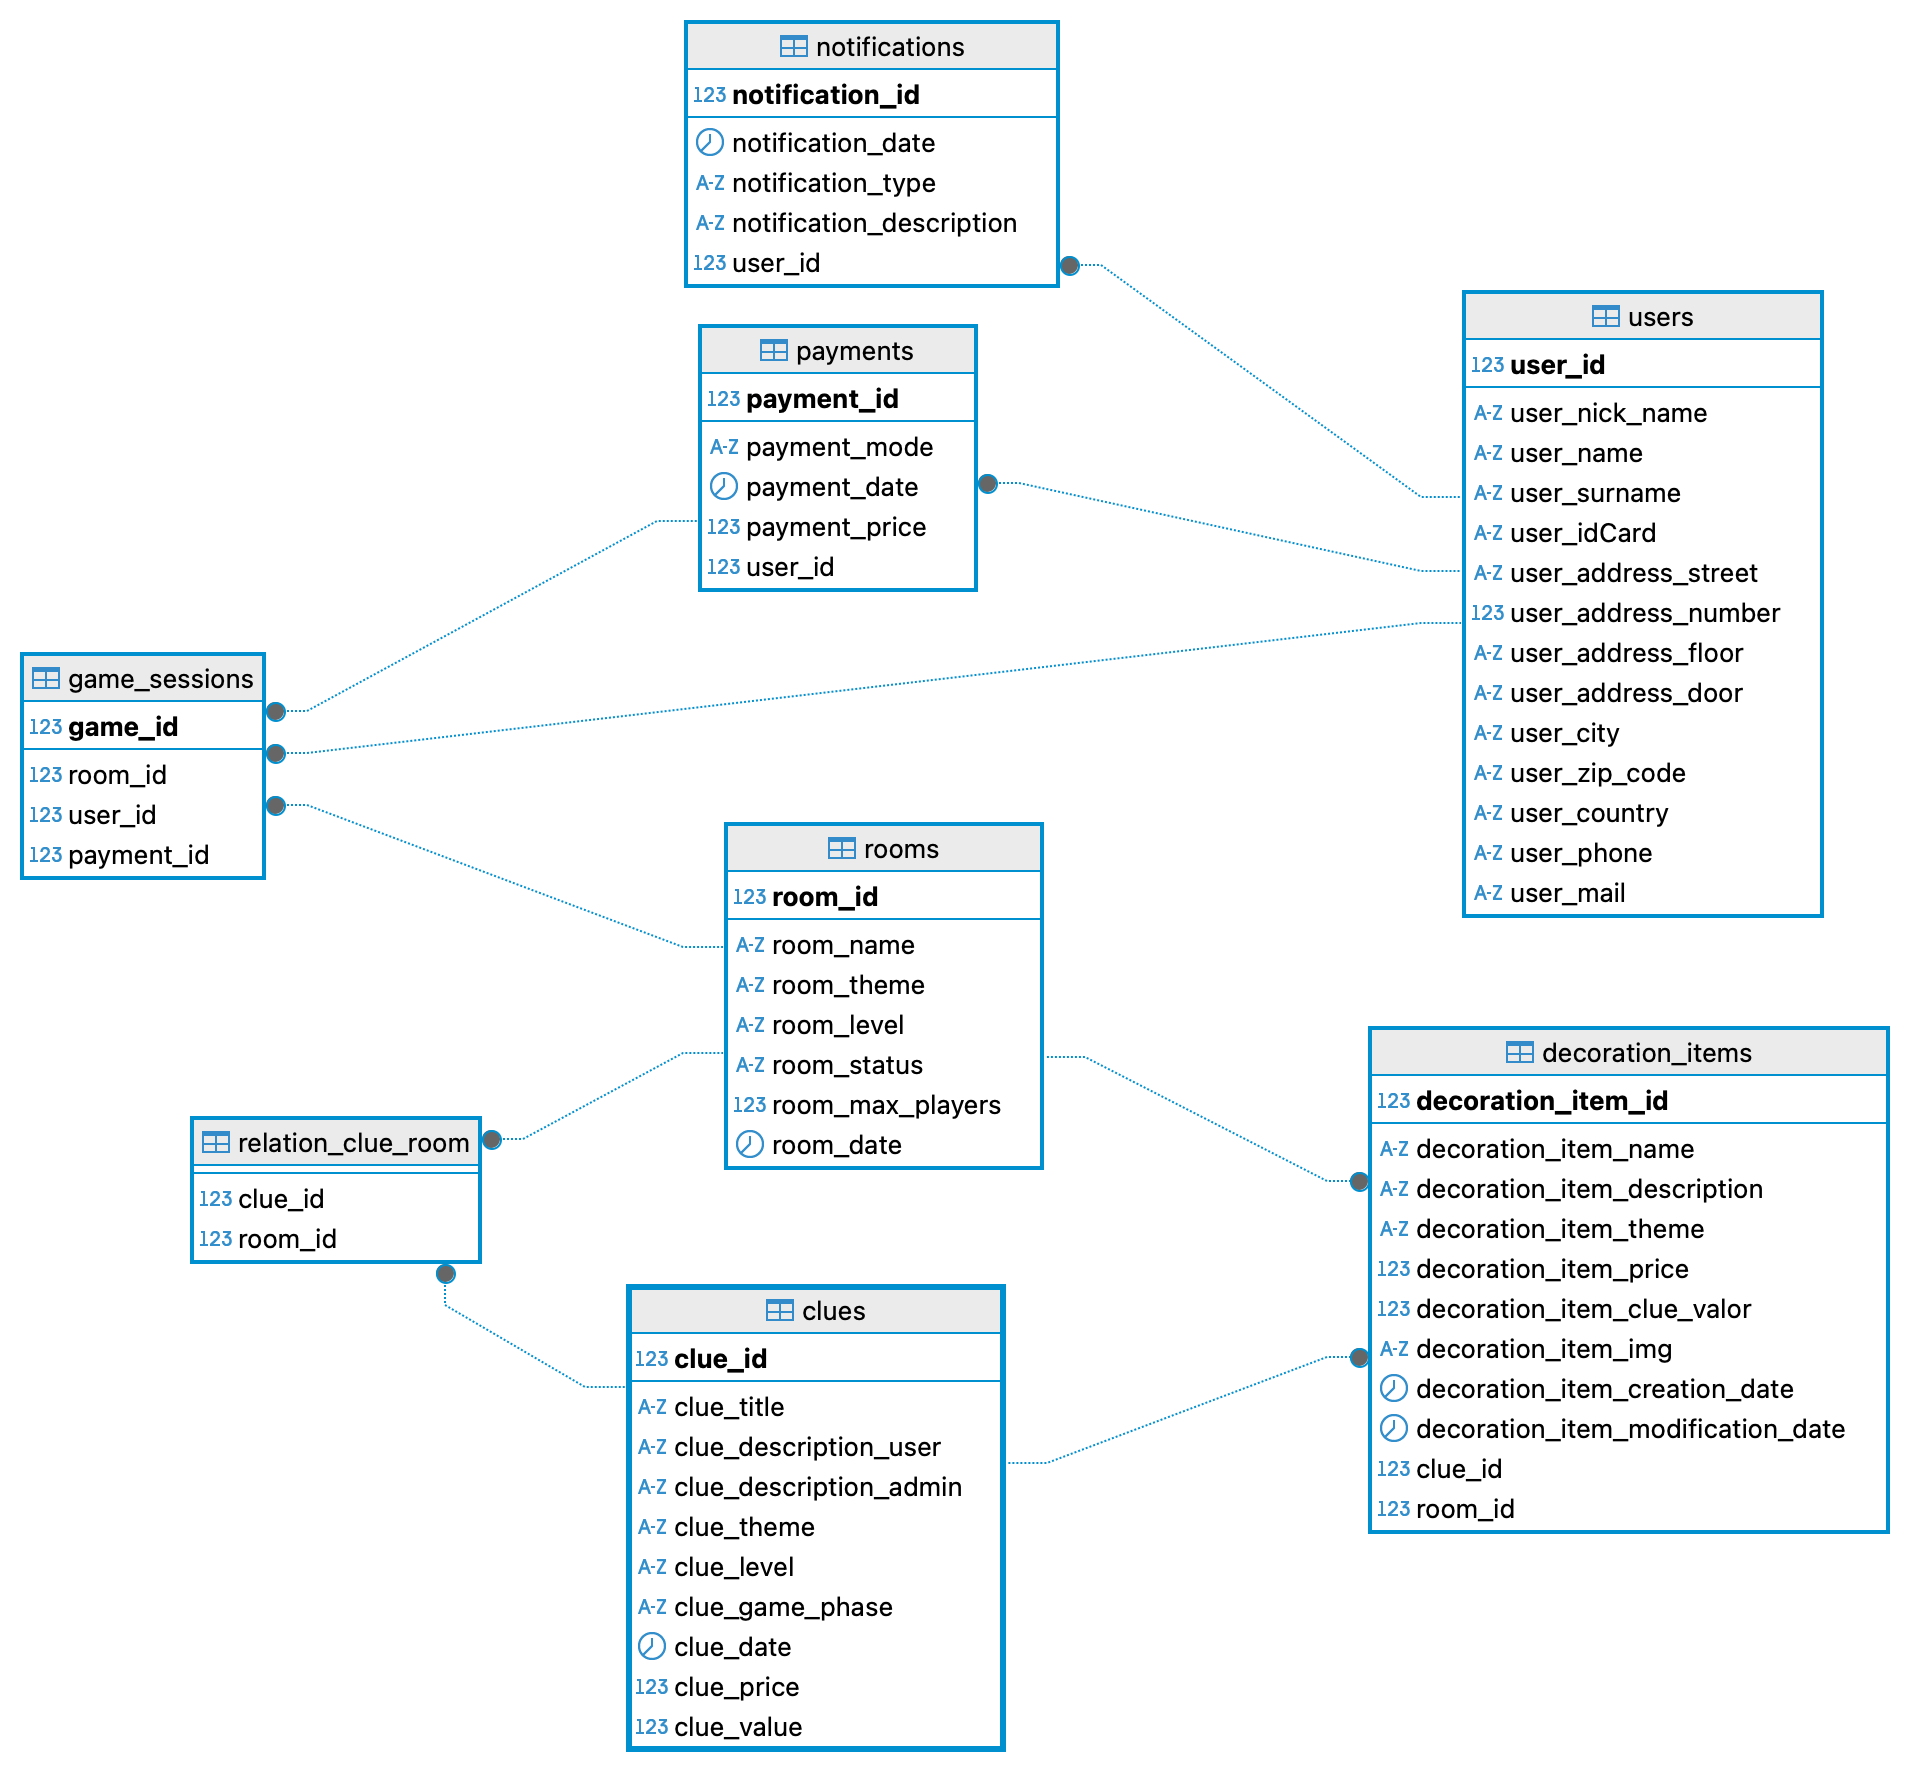 notifications
123 notification_id
notification_date
A-Z notification_type
A-Z notification_description
123 user_id
payments
123 payment_id
A-Z payment_mode
payment_date
123 payment_price
123 user_id
users
123 user_id
A-Z user_nick_name
A-Z user_name
A-Z user_surname
A-Z user_idCard
A-Z user_address_street
123 user_address_number
A-Z user_address_floor
A-Z user_address_door
A-Z user_city
A-Z user_zip_code
A-Z user_country
A-Z user_phone
A-Z user_mail
game_sessions
123 game_id
123 room_id
123 user_id
123 payment_id
rooms
123 room_id
A-Z room_name
A-Z room_theme
A-Z room_level
A-Z room_status
123 room_max_players
room_date
relation_clue_room
123 clue_id
123 room_id
decoration_items
123 decoration_item_id
A-Z decoration_item_name
A-Z decoration_item_description
A-Z decoration_item_theme
123 decoration_item_price
123 decoration_item_clue_valor
A-Z decoration_item_img
decoration_item_creation_date
decoration_item_modification_date
123 clue_id
123 room_id
clues
123 clue_id
A-Z clue_title
A-Z clue_description_user
A-Z clue_description_admin
A-Z clue_theme
A-Z clue_level
A-Z clue_game_phase
clue_date
123 clue_price
123 clue_value